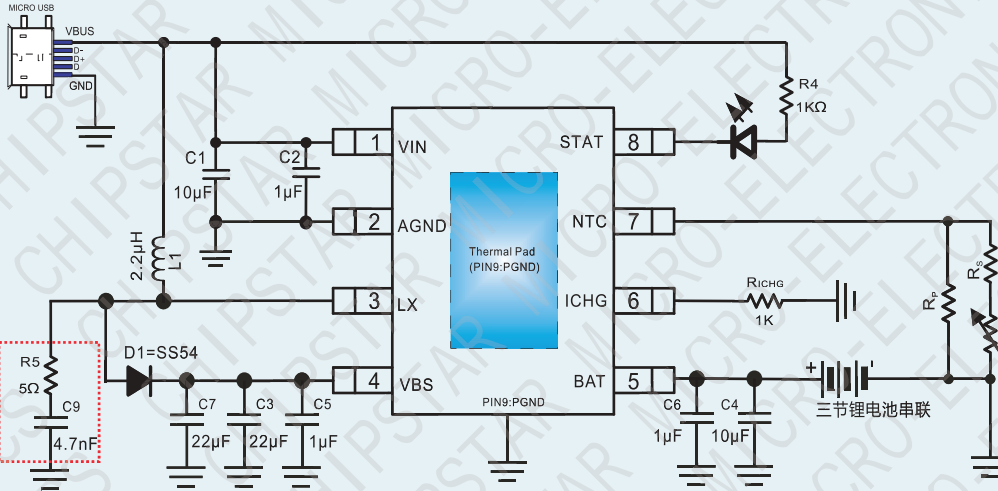 MICRO USB
VBUS
D-
D+
D
GND
J1
R4
1KΩ
C1
10μF
C2
1μF
1
VIN
STAT
8
2
AGND
NTC
7
Thermal Pad
(PIN9:PGND)
2.2μH
L1
3
LX
ICHG
6
RICHG
1K
RP
RS
R5
5Ω
C9
4.7nF
D1=SS54
4
VBS
BAT
5
PIN9:PGND
C7
22μF
C3
22μF
C5
1μF
C6
1μF
C4
10μF
+
-
三节锂电池串联
CHIPSTAR MICRO-ELECTRONICS